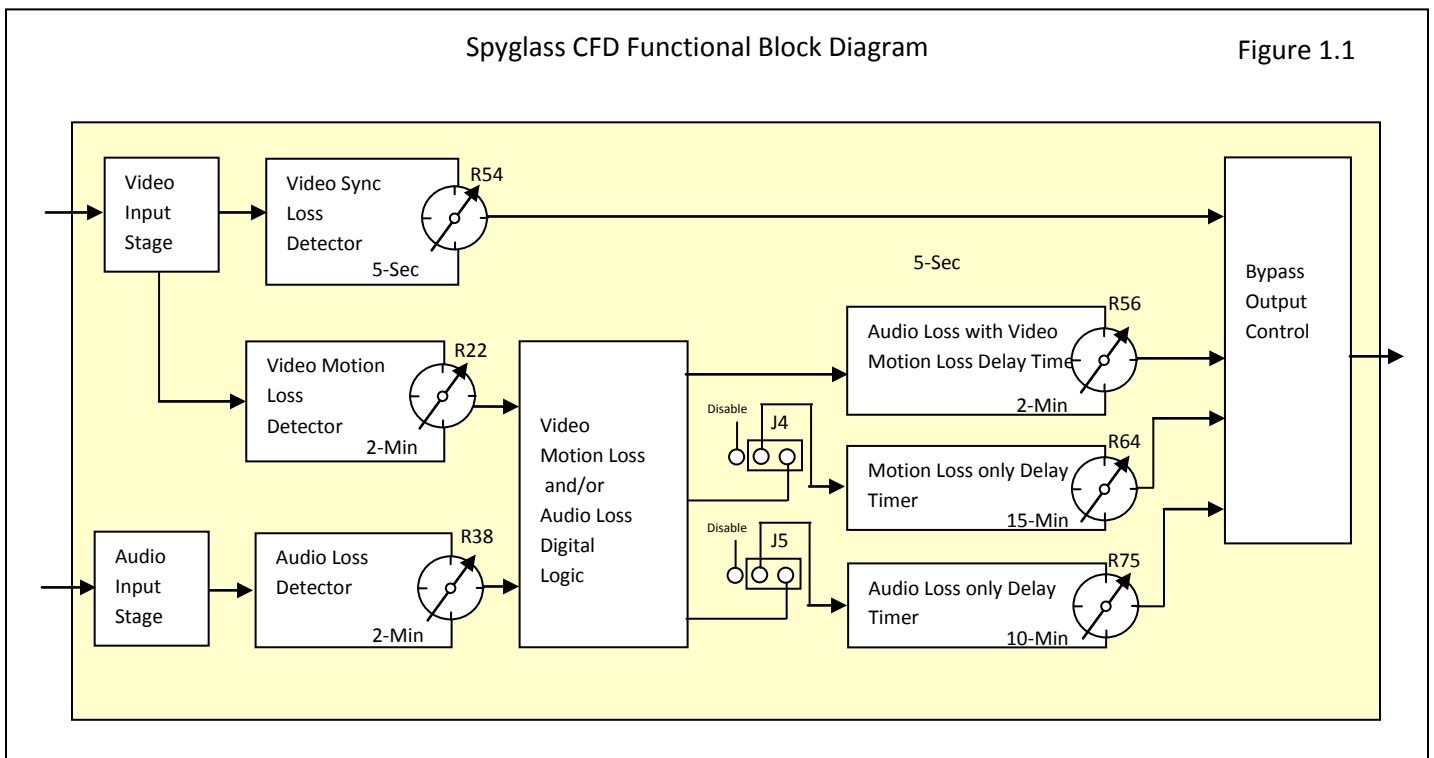 Spyglass CFD Functional Block Diagram
Figure 1.1
Video
Input
Stage
Video Sync
Loss
Detector
R54
5-Sec
5-Sec
Bypass
Output
Control
Video Motion
Loss
Detector
R22
2-Min
Video
Motion Loss
and/or
Audio Loss
Digital
Logic
Audio Loss with Video
Motion Loss Delay Time
R56
2-Min
Disable
J4
Motion Loss only Delay
Timer
R64
15-Min
Audio
Input
Stage
Audio Loss
Detector
R38
2-Min
Disable
J5
Audio Loss only Delay
Timer
R75
10-Min